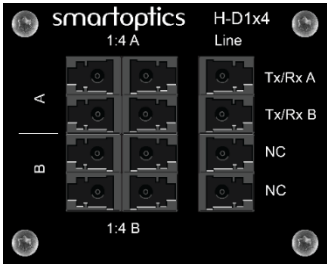 smartoptics H-D1x4
1:4 A Line
Tx/Rx A
A
Tx/Rx B
NC
B
NC
1:4 B